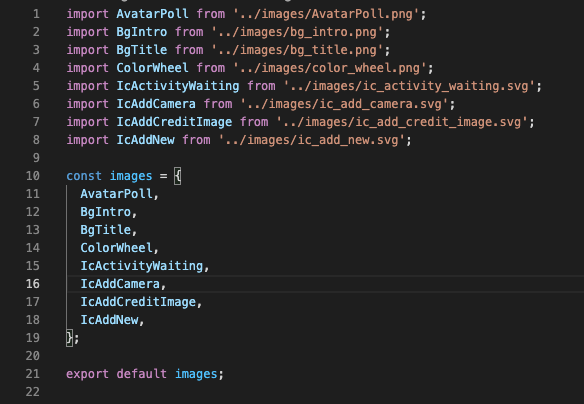 1 import AvatarPoll from '../images/AvatarPoll.png';
2 import BgIntro from '../images/bg_intro.png';
3 import BgTitle from '../images/bg_title.png';
4 import ColorWheel from '../images/color_wheel.png';
5 import IcActivityWaiting from '../images/ic_activity_waiting.svg';
6 import IcAddCamera from '../images/ic_add_camera.svg';
7 import IcAddCreditImage from '../images/ic_add_credit_image.svg';
8 import IcAddNew from '../images/ic_add_new.svg';
9
10 const images = {
11 AvatarPoll,
12 BgIntro,
13 BgTitle,
14 ColorWheel,
15 IcActivityWaiting,
16 IcAddCamera,
17 IcAddCreditImage,
18 IcAddNew,
19 };
20
21 export default images;
22